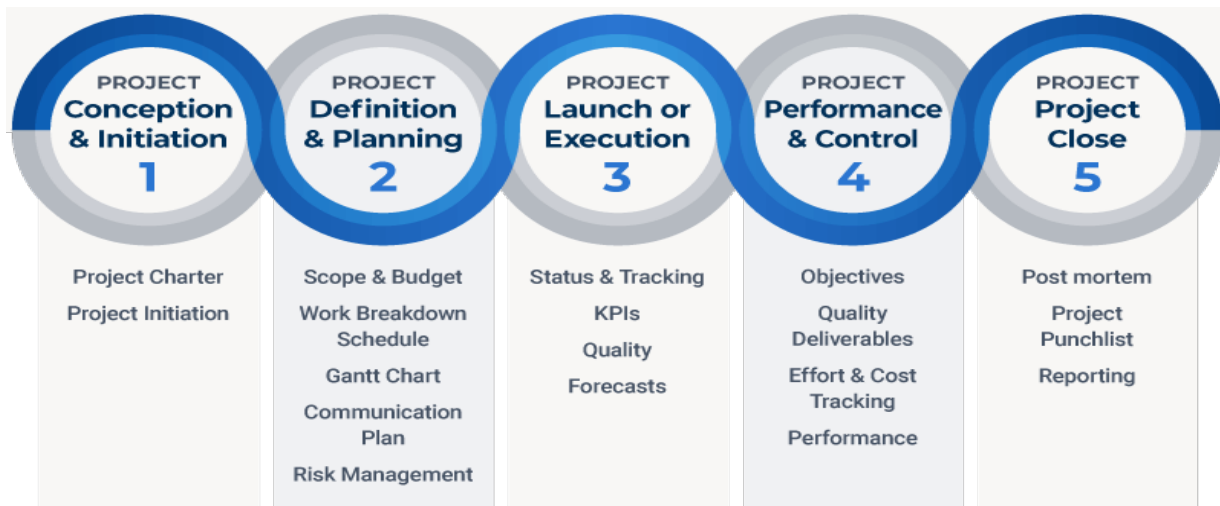 PROJECT
Conception
& Initiation
1
Project Charter
Project Initiation
PROJECT
Definition
& Planning
2
Scope & Budget
Work Breakdown
Schedule
Gantt Chart
Communication
Plan
Risk Management
PROJECT
Launch or
Execution
3
Status & Tracking
KPIs
Quality
Forecasts
PROJECT
Performance
& Control
4
Objectives
Quality
Deliverables
Effort & Cost
Tracking
Performance
PROJECT
Project
Close
5
Post mortem
Project
Punchlist
Reporting